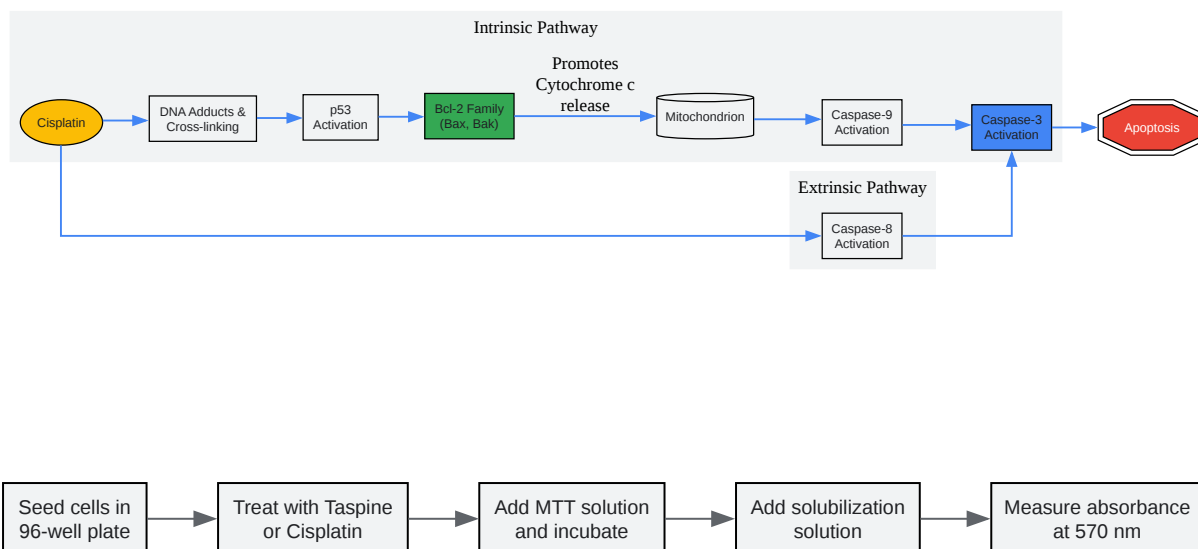 Intrinsic Pathway
Promotes
Cytochrome c
release
Cisplatin
DNA Adducts &
Cross-linking
p53
Activation
Bcl-2 Family
(Bax, Bak)
Mitochondrion
Caspase-9
Activation
Caspase-3
Activation
Apoptosis
Extrinsic Pathway
Caspase-8
Activation
Seed cells in
96-well plate
Treat with Taspine
or Cisplatin
Add MTT solution
and incubate
Add solubilization
solution
Measure absorbance
at 570 nm